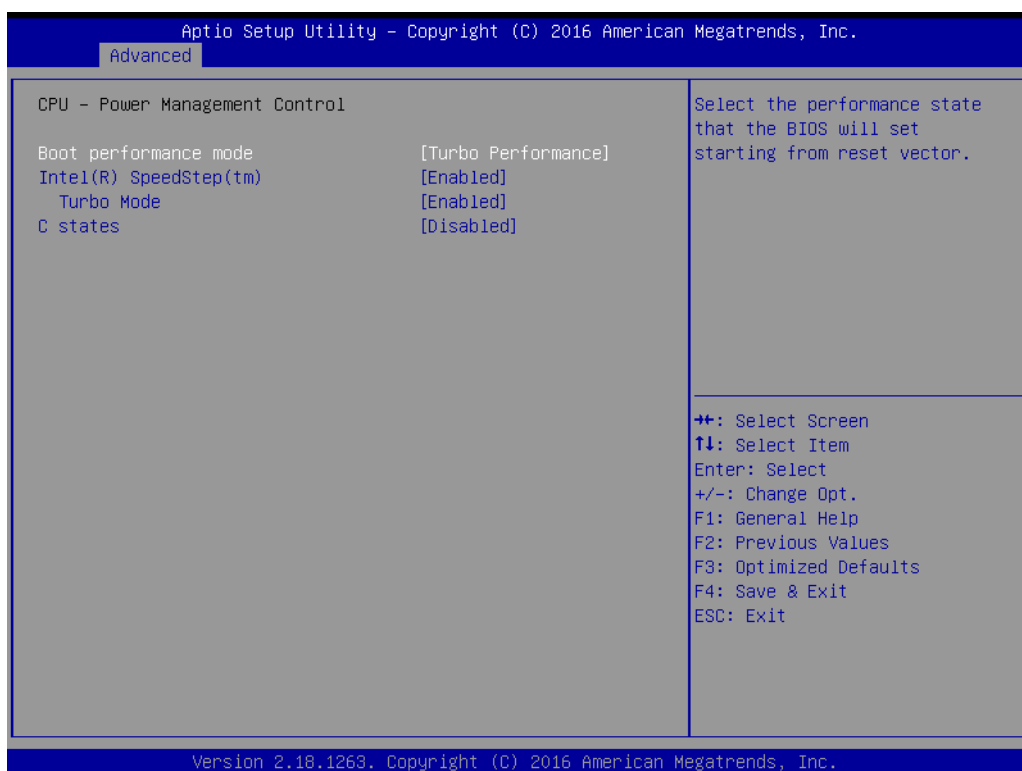 Aptio Setup Utility – Copyright (C) 2016 American Megatrends, Inc.
Advanced
CPU – Power Management Control
Boot performance mode [Turbo Performance]
Intel(R) SpeedStep(tm) [Enabled]
Turbo Mode [Enabled]
C states [Disabled]
Select the performance state
that the BIOS will set
starting from reset vector.
→←: Select Screen
↑↓: Select Item
Enter: Select
+/-: Change Opt.
F1: General Help
F2: Previous Values
F3: Optimized Defaults
F4: Save & Exit
ESC: Exit
Version 2.18.1263. Copyright (C) 2016 American Megatrends, Inc.